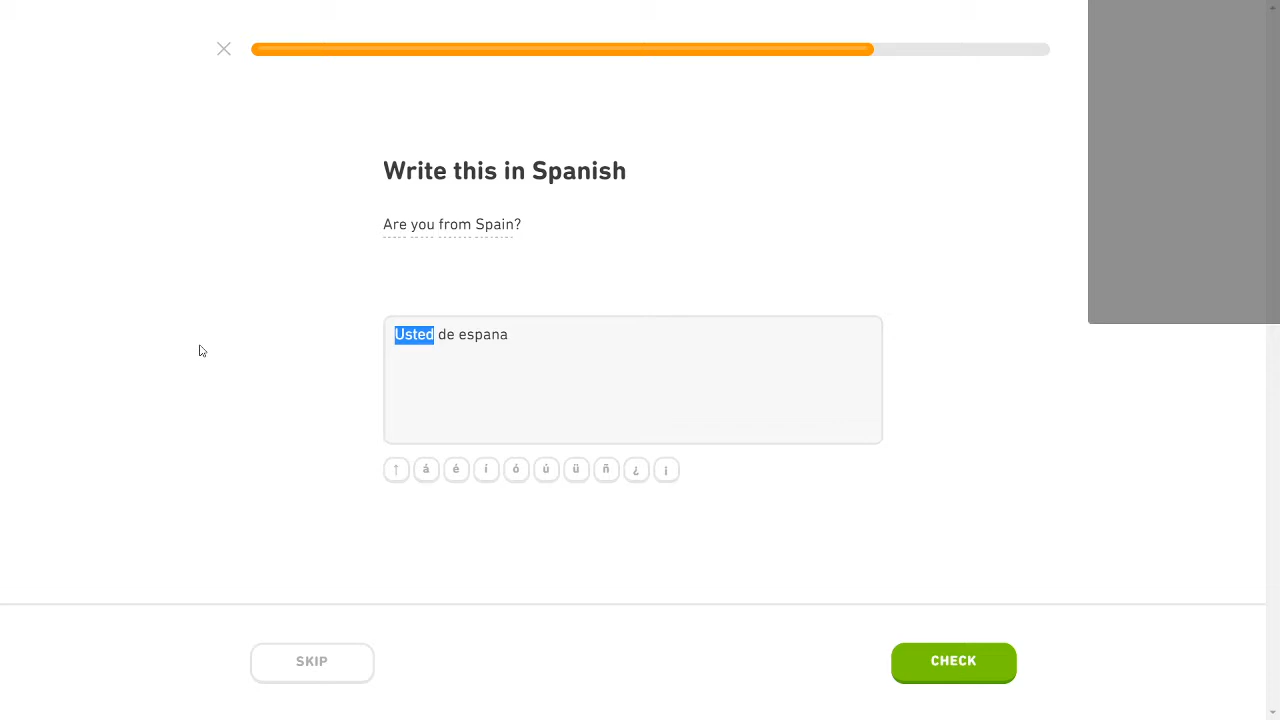 Write this in Spanish
Are you from Spain?
Usted de espana
↑ á é í ó ú ü ñ ¿ ¡
SKIP
CHECK